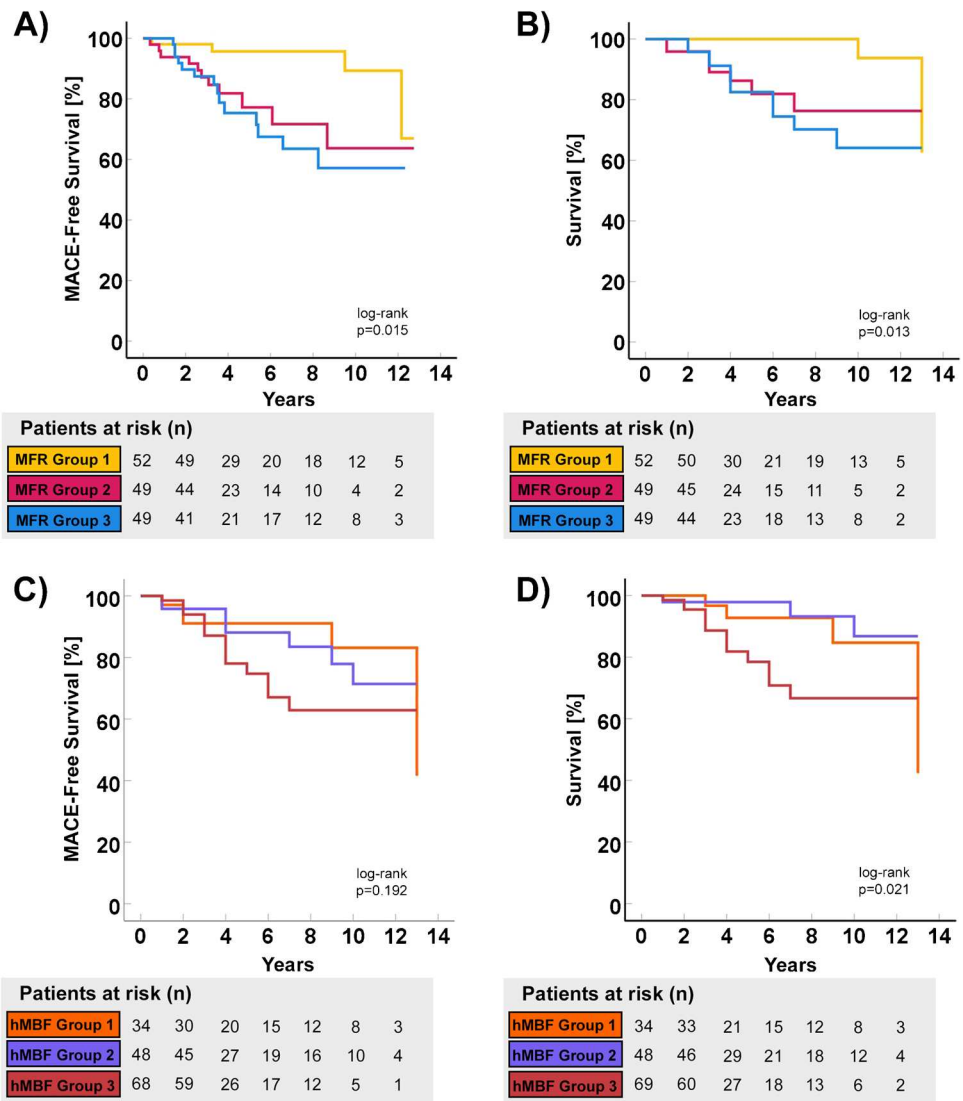 A)
MACE-Free Survival [%]
100
80
60
40
20
0
log-rank
p=0.015
0 2 4 6 8 10 12 14
Years
Patients at risk (n)
MFR Group 1 52 49 29 20 18 12 5
MFR Group 2 49 44 23 14 10 4 2
MFR Group 3 49 41 21 17 12 8 3
B)
Survival [%]
100
80
60
40
20
0
log-rank
p=0.013
0 2 4 6 8 10 12 14
Years
Patients at risk (n)
MFR Group 1 52 50 30 21 19 13 5
MFR Group 2 49 45 24 15 11 5 2
MFR Group 3 49 44 23 18 13 8 2
C)
MACE-Free Survival [%]
100
80
60
40
20
0
log-rank
p=0.192
0 2 4 6 8 10 12 14
Years
Patients at risk (n)
hMBF Group 1 34 30 20 15 12 8 3
hMBF Group 2 48 45 27 19 16 10 4
hMBF Group 3 68 59 26 17 12 5 1
D)
Survival [%]
100
80
60
40
20
0
log-rank
p=0.021
0 2 4 6 8 10 12 14
Years
Patients at risk (n)
hMBF Group 1 34 33 21 15 12 8 3
hMBF Group 2 48 46 29 21 18 12 4
hMBF Group 3 69 60 27 18 13 6 2